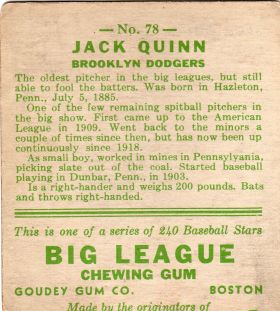 — No. 78 —
JACK QUINN
BROOKLYN DODGERS
The oldest pitcher in the big leagues, but still
able to fool the batters. Was born in Hazleton,
Penn., July 5, 1885.
One of the few remaining spitball pitchers in
the big show. First came up to the American
League in 1909. Went back to the minors a
couple of times since then, but has now been up
continuously since 1918.
As small boy, worked in mines in Pennsylvania,
picking slate out of the coal. Started baseball
playing in Dunbar, Penn., in 1903.
Is a right-hander and weighs 200 pounds. Bats
and throws right-handed.
This is one of a series of 240 Baseball Stars
BIG LEAGUE
CHEWING GUM
GOUDEY GUM CO. BOSTON
Made by the originators of